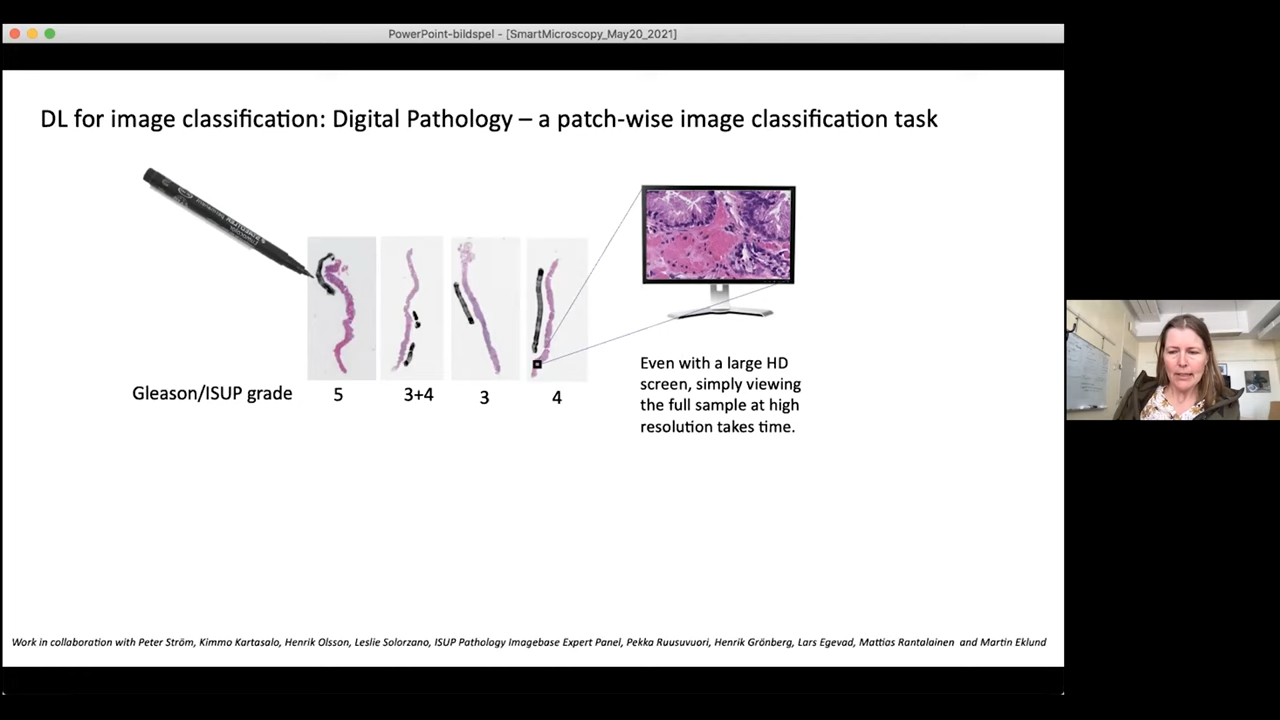 PowerPoint-bildspel - [SmartMicroscopy_May20_2021]
DL for image classification: Digital Pathology – a patch-wise image classification task
Gleason/ISUP grade
5
3+4
3
4
Even with a large HD
screen, simply viewing
the full sample at high
resolution takes time.
Work in collaboration with Peter Ström, Kimmo Kartasalo, Henrik Olsson, Leslie Solorzano, ISUP Pathology Imagebase Expert Panel, Pekka Ruusuvuori, Henrik Grönberg, Lars Egevad, Mattias Rantalainen and Martin Eklund